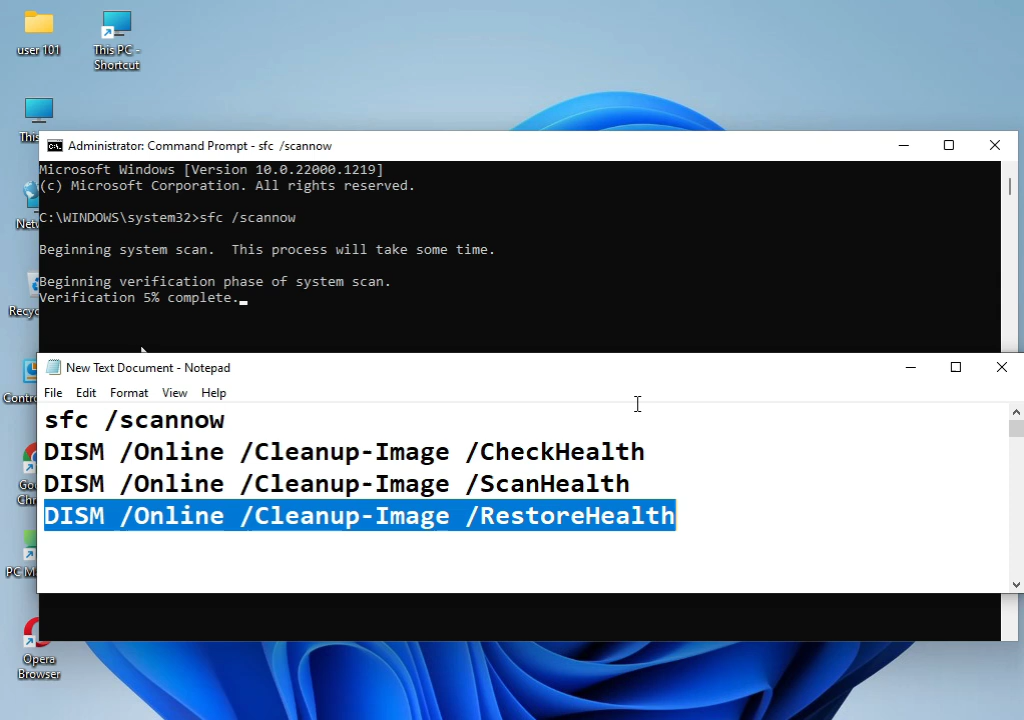 user 101
This PC -
Shortcut
Administrator: Command Prompt - sfc  /scannow
Microsoft Windows [Version 10.0.22000.1219]
(c) Microsoft Corporation. All rights reserved.
C:\WINDOWS\system32>sfc /scannow
Beginning system scan.  This process will take some time.
Beginning verification phase of system scan.
Verification 5% complete.
New Text Document - Notepad
File Edit Format View Help
sfc /scannow
DISM /Online /Cleanup-Image /CheckHealth
DISM /Online /Cleanup-Image /ScanHealth
DISM /Online /Cleanup-Image /RestoreHealth
Opera
Browser